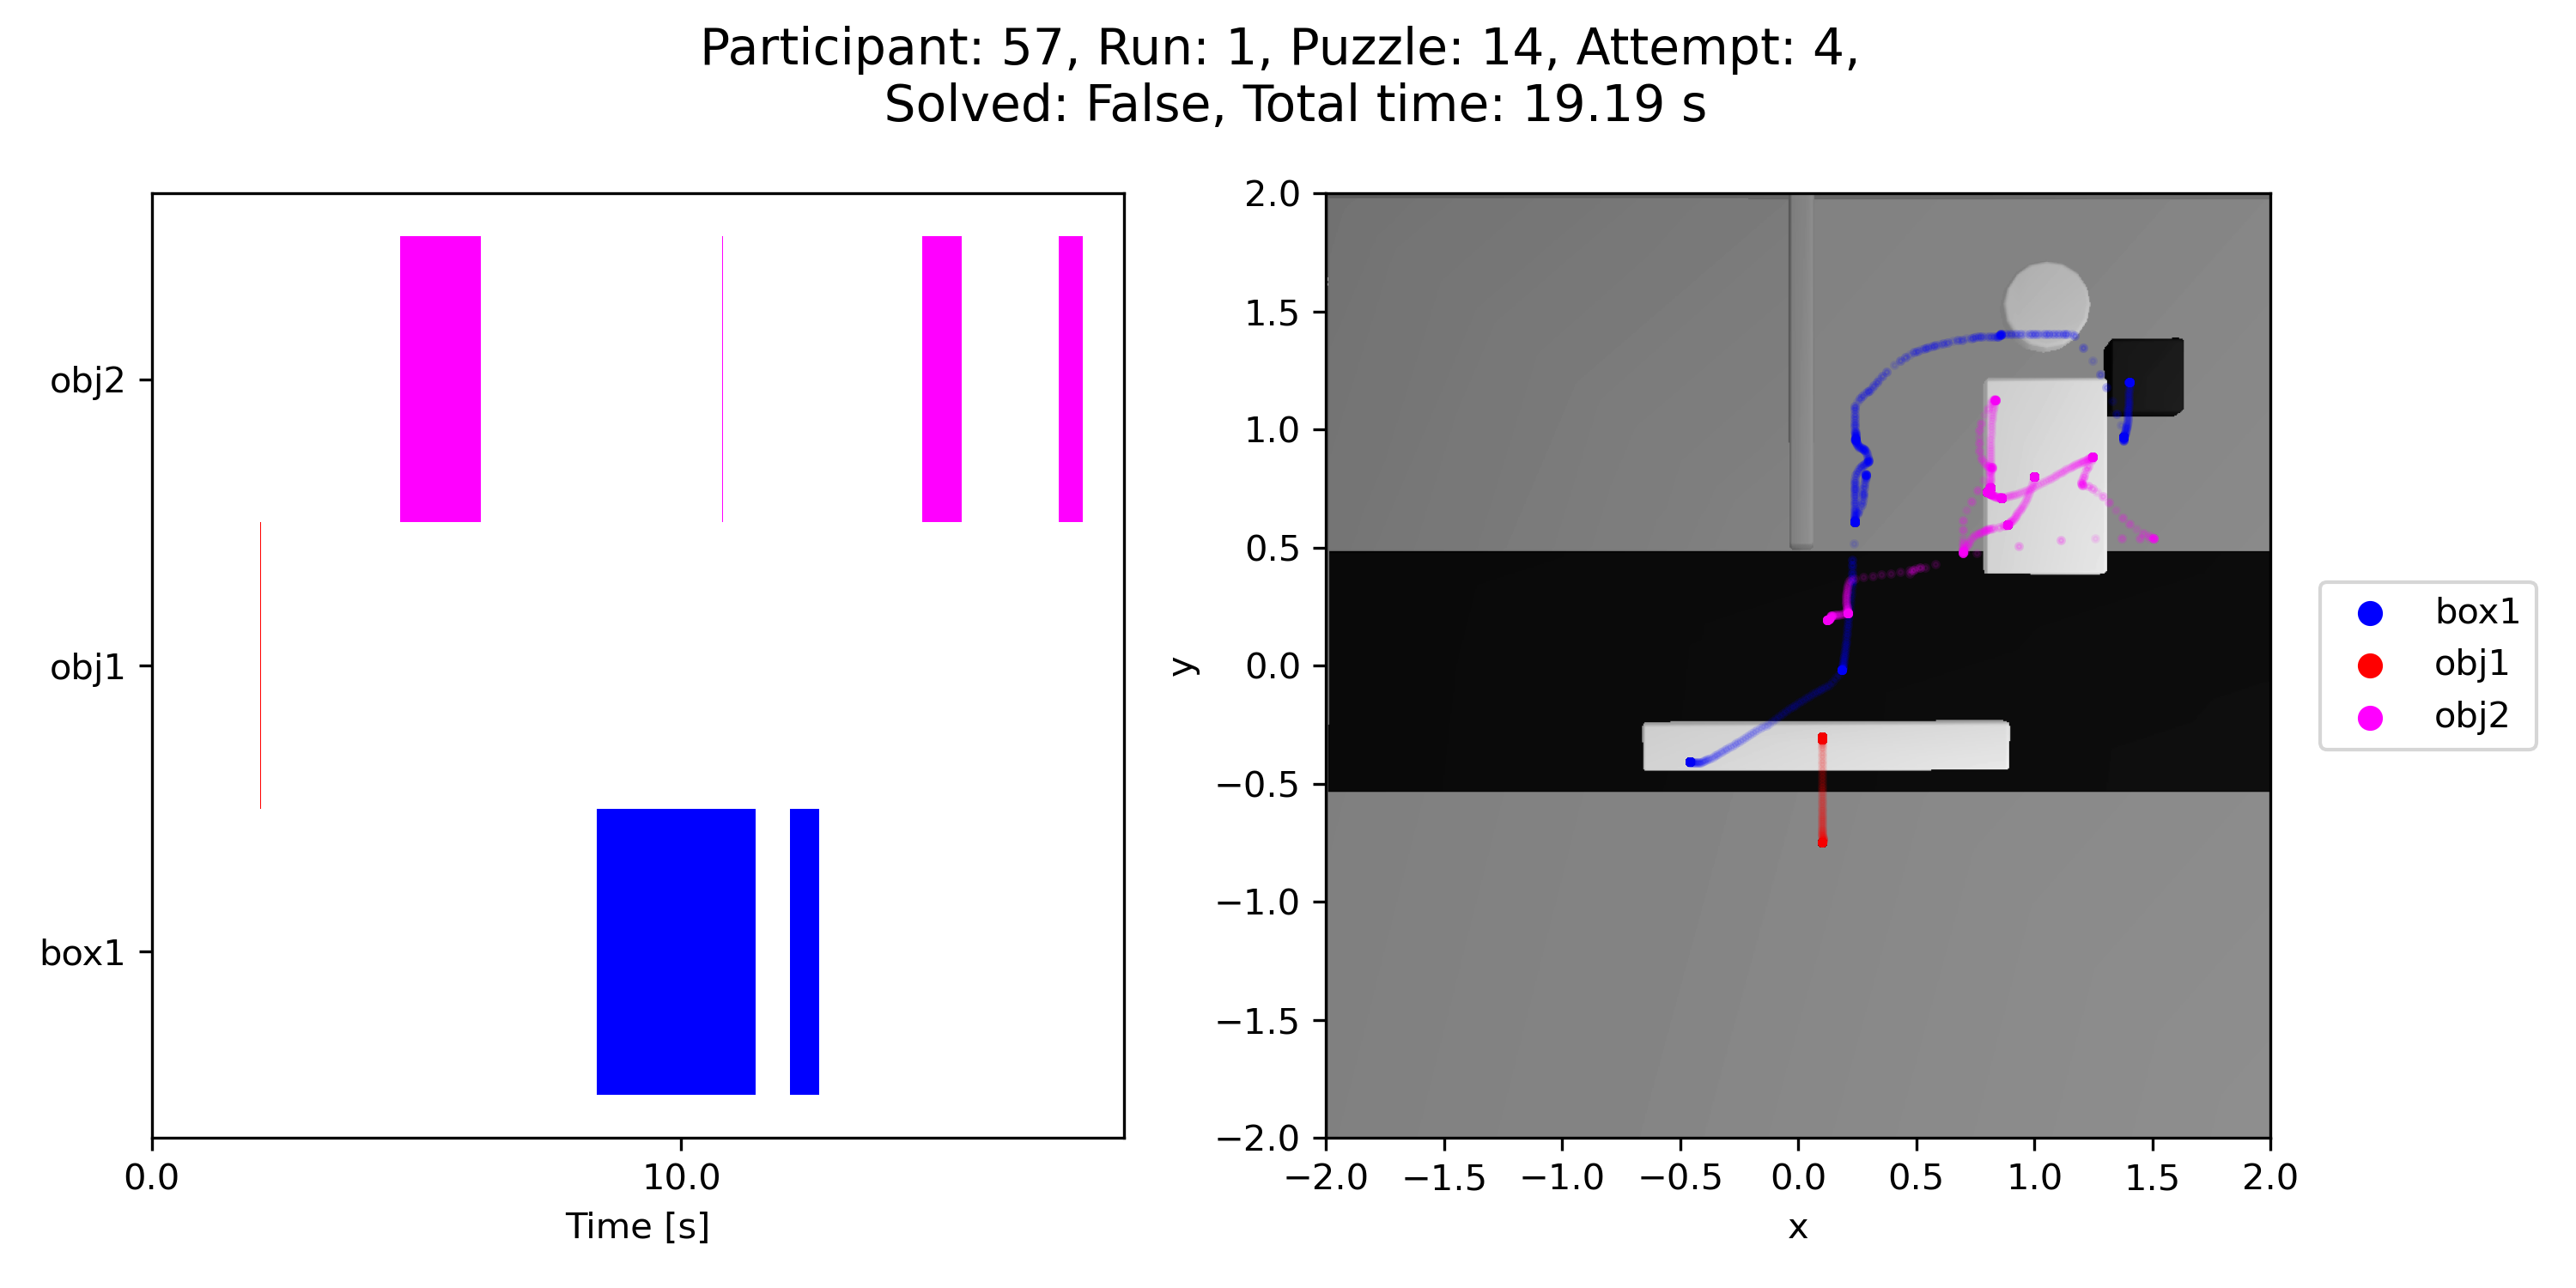 Participant: 57, Run: 1, Puzzle: 14, Attempt: 4,
Solved: False, Total time: 19.19 s
obj2
obj1
box1
0.0
10.0
Time [s]
2.0
1.5
1.0
0.5
0.0
−0.5
−1.0
−1.5
−2.0
y
−2.0
−1.5
−1.0
−0.5
0.0
0.5
1.0
1.5
2.0
x
box1
obj1
obj2